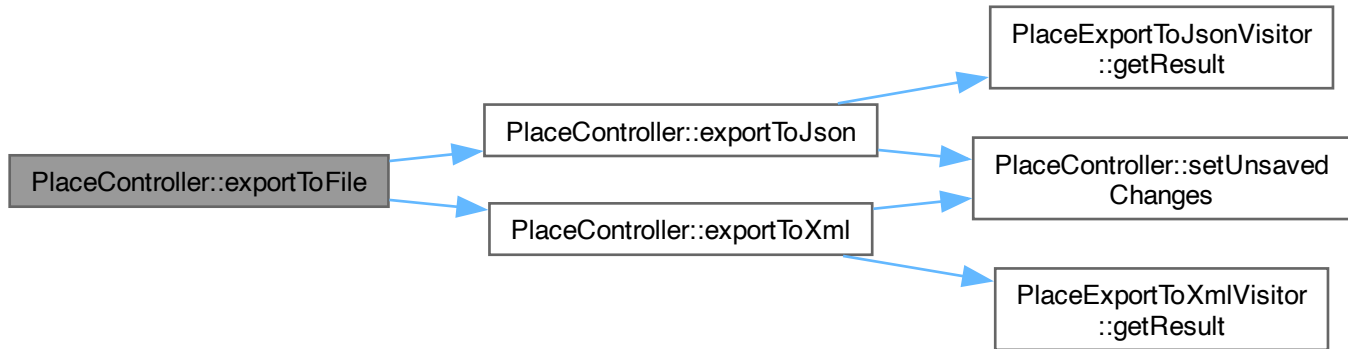 PlaceExportToJsonVisitor
::getResult
PlaceController::exportToJson
PlaceController::setUnsaved
Changes
PlaceController::exportToFile
PlaceController::exportToXml
PlaceExportToXmlVisitor
::getResult